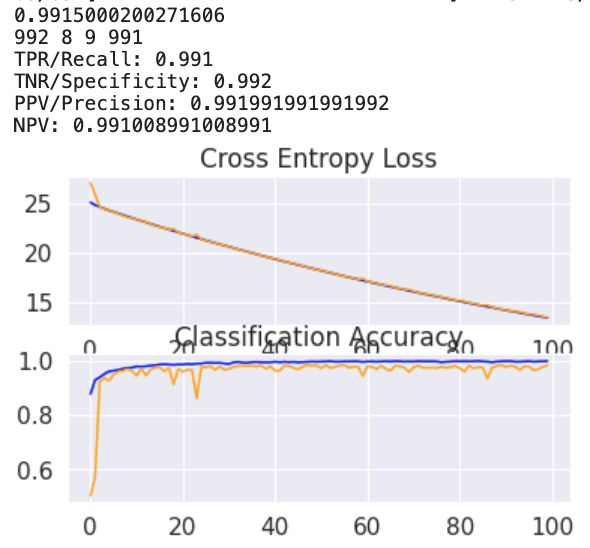 0.9915000200271606
992 8 9 991
TPR/Recall: 0.991
TNR/Specificity: 0.992
PPV/Precision: 0.991991991991992
NPV: 0.991008991008991
Cross Entropy Loss
25
20
15
0 20 40 60 80 100
Classification Accuracy
1.0
0.8
0.6
0 20 40 60 80 100